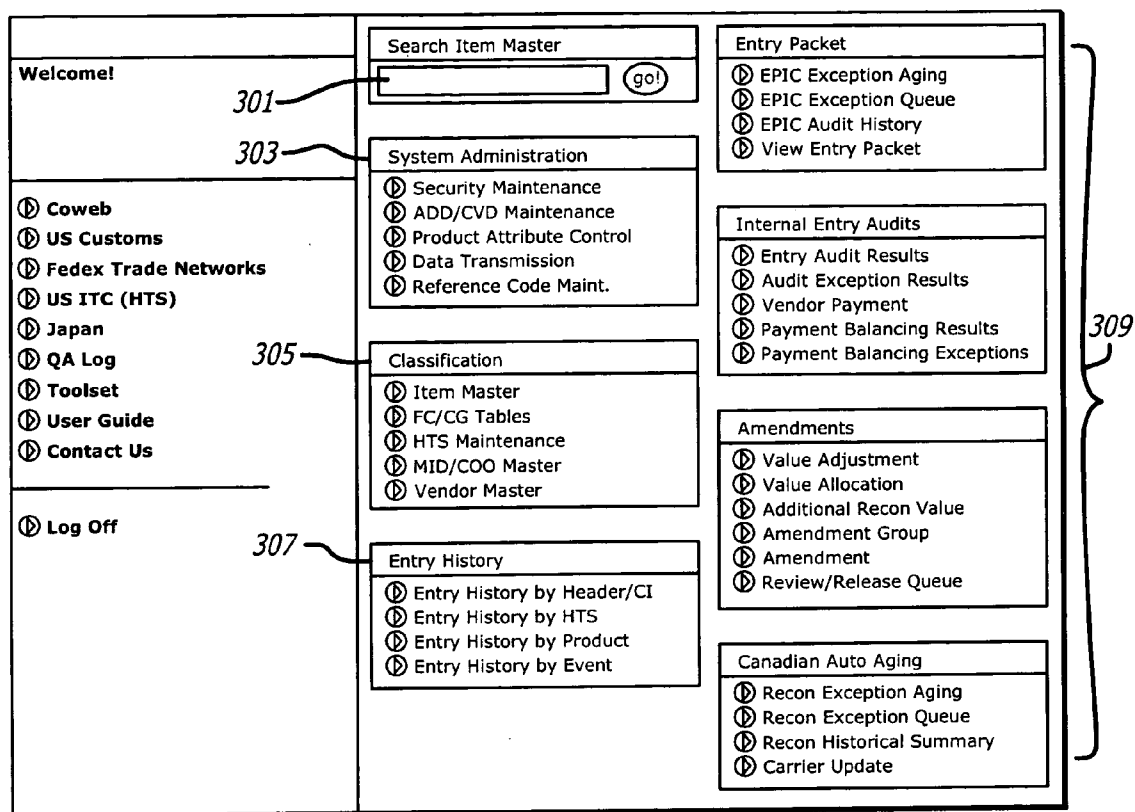 Welcome!
Coweb
US Customs
Fedex Trade Networks
US ITC (HTS)
Japan
QA Log
Toolset
User Guide
Contact Us
Log Off
301
303
305
307
Search Item Master
go!
System Administration
Security Maintenance
ADD/CVD Maintenance
Product Attribute Control
Data Transmission
Reference Code Maint.
Classification
Item Master
FC/CG Tables
HTS Maintenance
MID/COO Master
Vendor Master
Entry History
Entry History by Header/CI
Entry History by HTS
Entry History by Product
Entry History by Event
Entry Packet
EPIC Exception Aging
EPIC Exception Queue
EPIC Audit History
View Entry Packet
Internal Entry Audits
Entry Audit Results
Audit Exception Results
Vendor Payment
Payment Balancing Results
Payment Balancing Exceptions
Amendments
Value Adjustment
Value Allocation
Additional Recon Value
Amendment Group
Amendment
Review/Release Queue
Canadian Auto Aging
Recon Exception Aging
Recon Exception Queue
Recon Historical Summary
Carrier Update
309